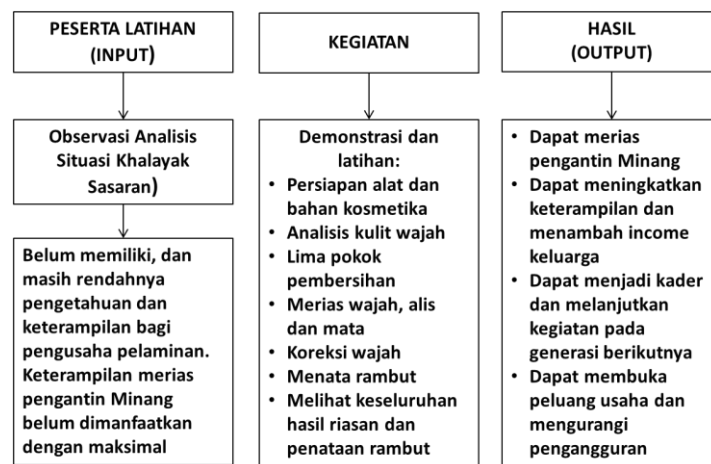 PESERTA LATIHAN
(INPUT)
Observasi Analisis
Situasi Khalayak
Sasaran)
Belum memiliki, dan
masih rendahnya
pengetahuan dan
keterampilan bagi
pengusaha pelaminan.
Keterampilan merias
pengantin Minang
belum dimanfaatkan
dengan maksimal
KEGIATAN
Demonstrasi dan
latihan:
• Persiapan alat dan
bahan kosmetika
• Analisis kulit wajah
• Lima pokok
pembersihan
• Merias wajah, alis
dan mata
• Koreksi wajah
• Menata rambut
• Melihat keseluruhan
hasil riasan dan
penataan rambut
HASIL
(OUTPUT)
• Dapat merias
pengantin Minang
• Dapat meningkatkan
keterampilan dan
menambah income
keluarga
• Dapat menjadi kader
dan melanjutkan
kegiatan pada
generasi berikutnya
• Dapat membuka
peluang usaha dan
mengurangi
pengangguran